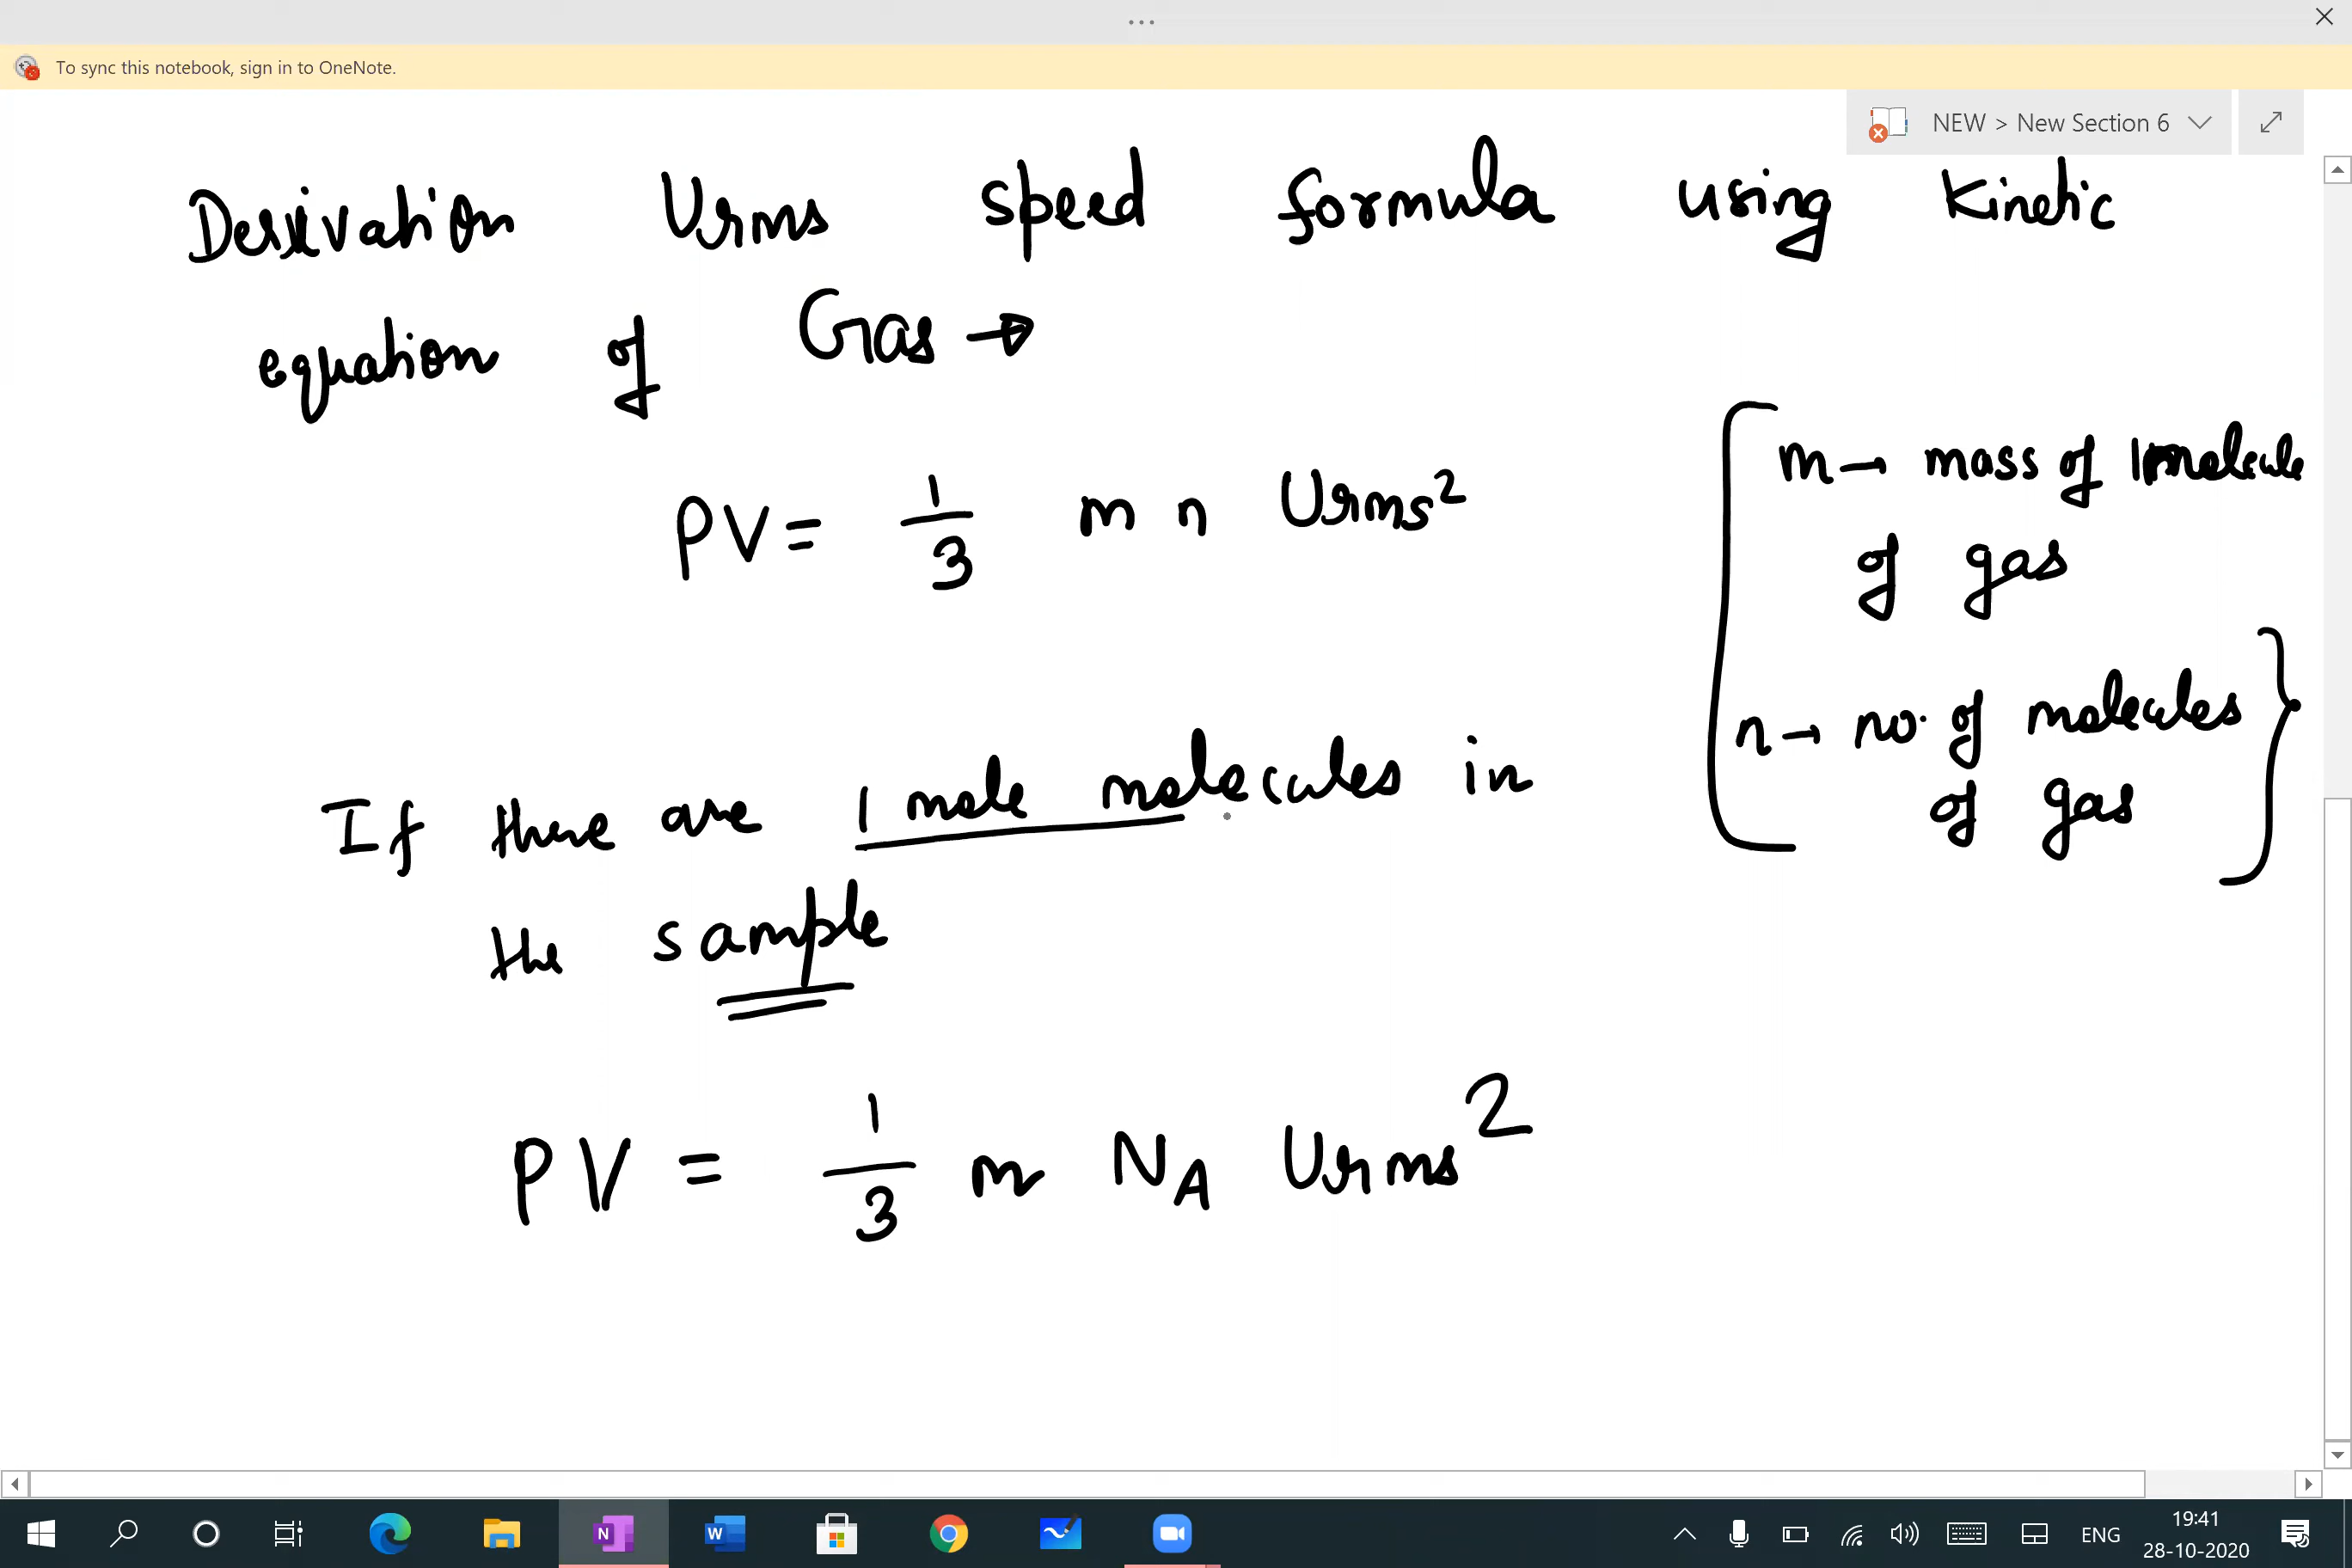 To sync this notebook, sign in to OneNote.
NEW > New Section 6
Derivation Urms speed formula using Kinetic
equation of Gas →
PV = 1/3 m n Urms²
[m → mass of 1 molecule
of gas
n → no. of molecules
of gas}
If there are 1 mole molecules in
the sample
PV = 1/3 m NA Urms²
N
W
ENG
19:41
28-10-2020